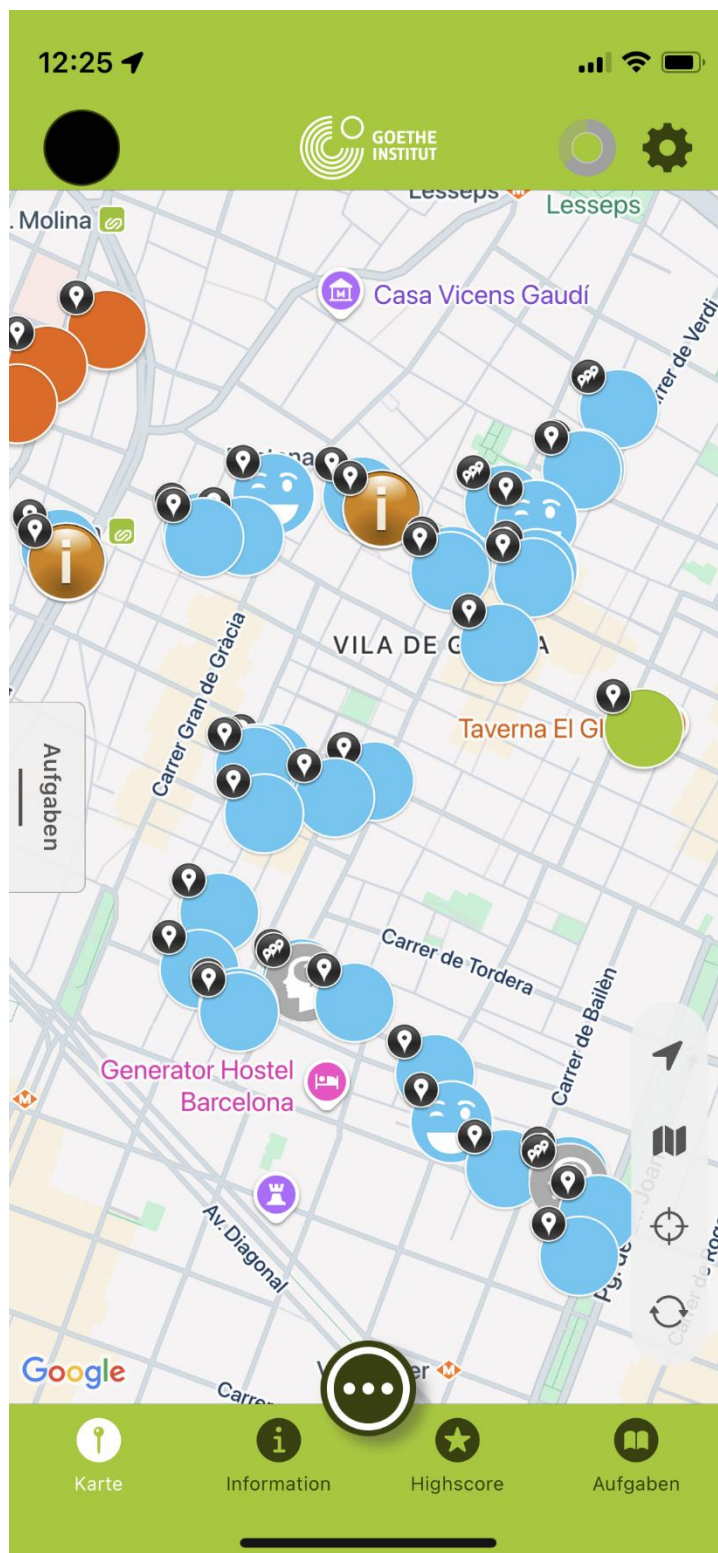 12:25
GOETHE
INSTITUT
Lesseps
Lesseps
. Molina
Casa Vicens Gaudí
rer de Verdi
i
i
VILA DE G
A
Carrer Gran de Gràcia
Taverna El Gl
Aufgaben
Carrer de Tordera
Carrer de Bailèn
Generator Hostel
Barcelona
Av. Diagonal
Google
Karte
Information
Highscore
Aufgaben